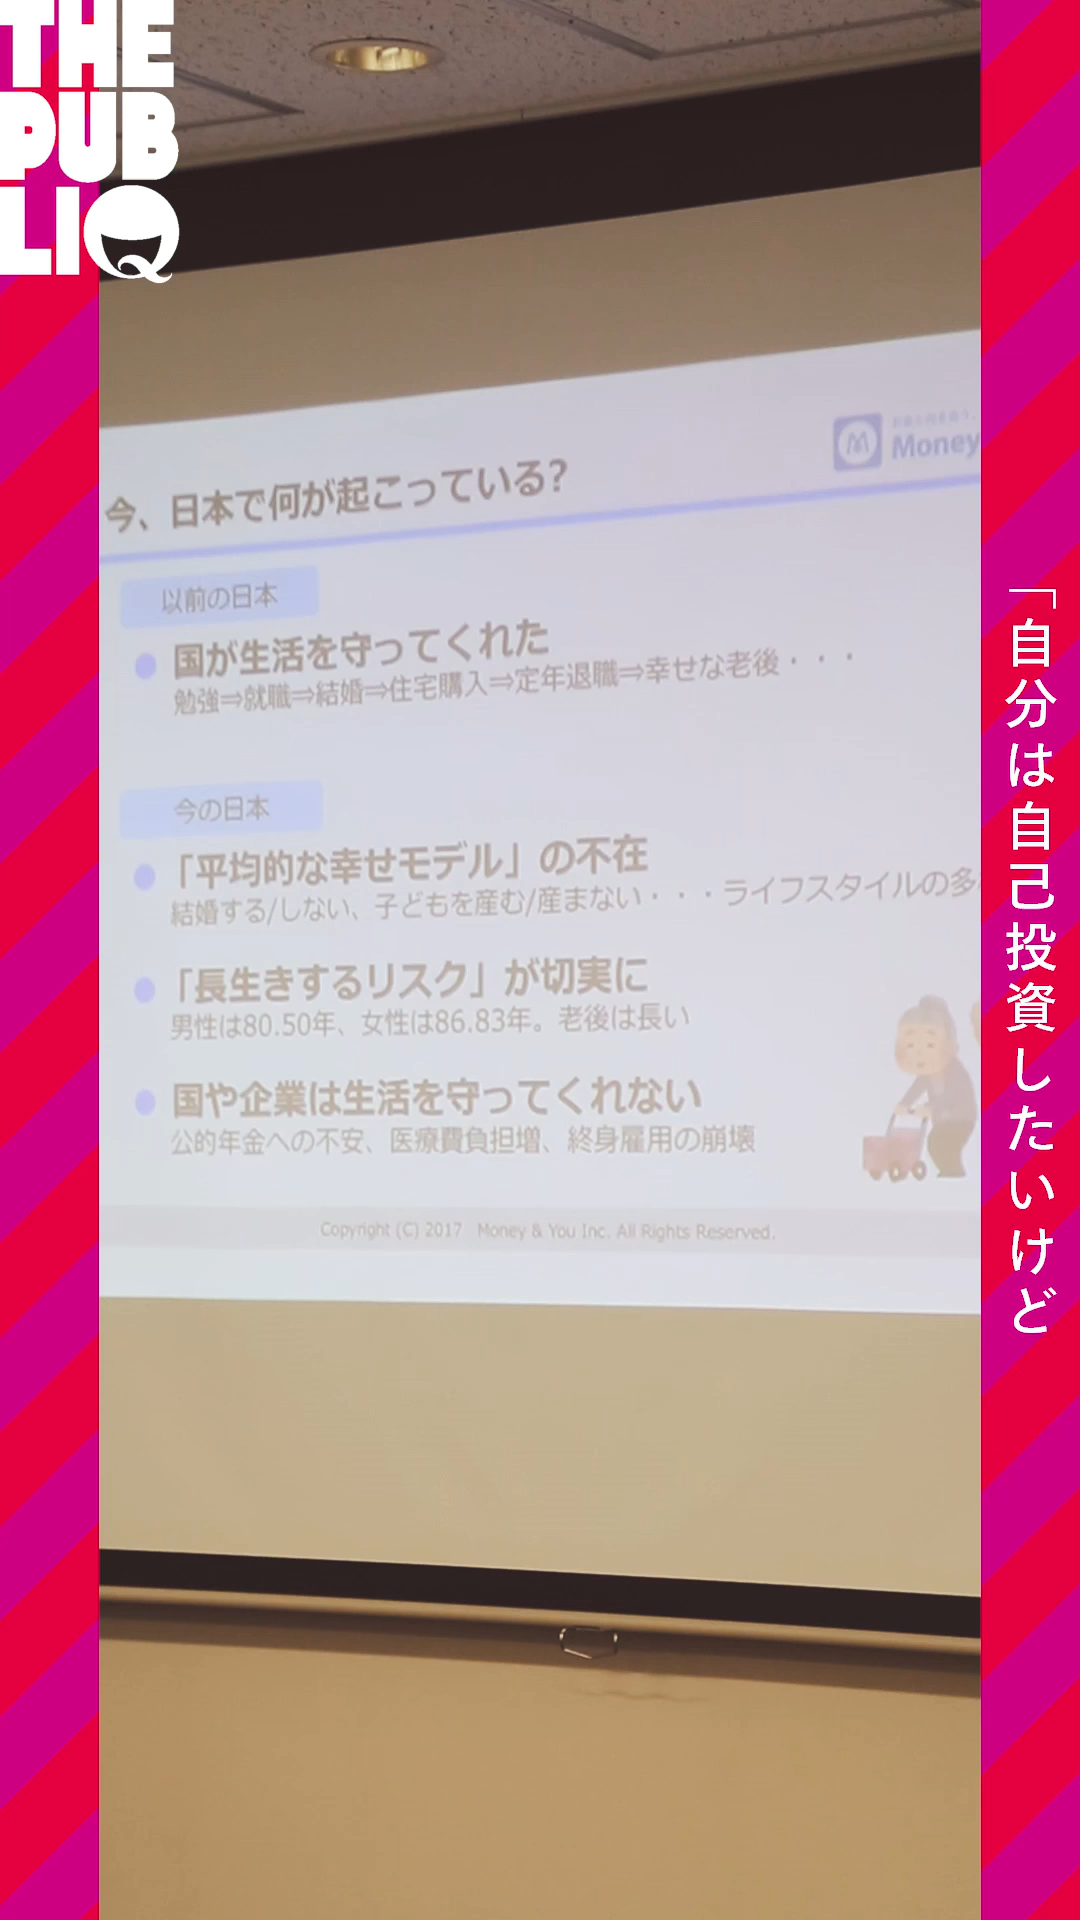 THE
PUB
LIQ
Money
今、日本で何が起こっている?
以前の日本
国が生活を守ってくれた
勉強⇒就職⇒結婚⇒住宅購入⇒定年退職⇒幸せな老後・・・
今の日本
「平均的な幸せモデル」の不在
結婚する/しない、子どもを産む/産まない・・・ライフスタイルの多
「長生きするリスク」が切実に
男性は80.50年、女性は86.83年。老後は長い
国や企業は生活を守ってくれない
公的年金への不安、医療費負担増、終身雇用の崩壊
Copyright (C) 2017 Money & You Inc. All Rights Reserved.
「自分は自己投資したいけど